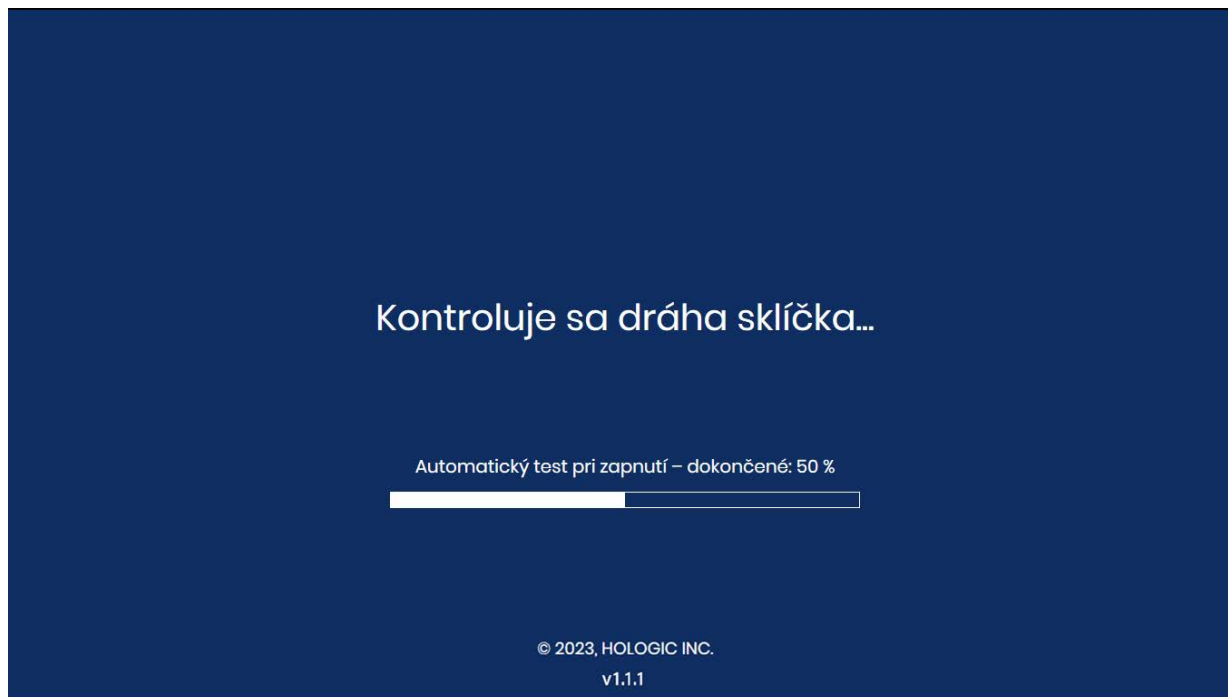 Kontroluje sa dráha sklíčka...
Automatický test pri zapnutí – dokončené: 50 %
© 2023, HOLOGIC INC.
v1.1.1